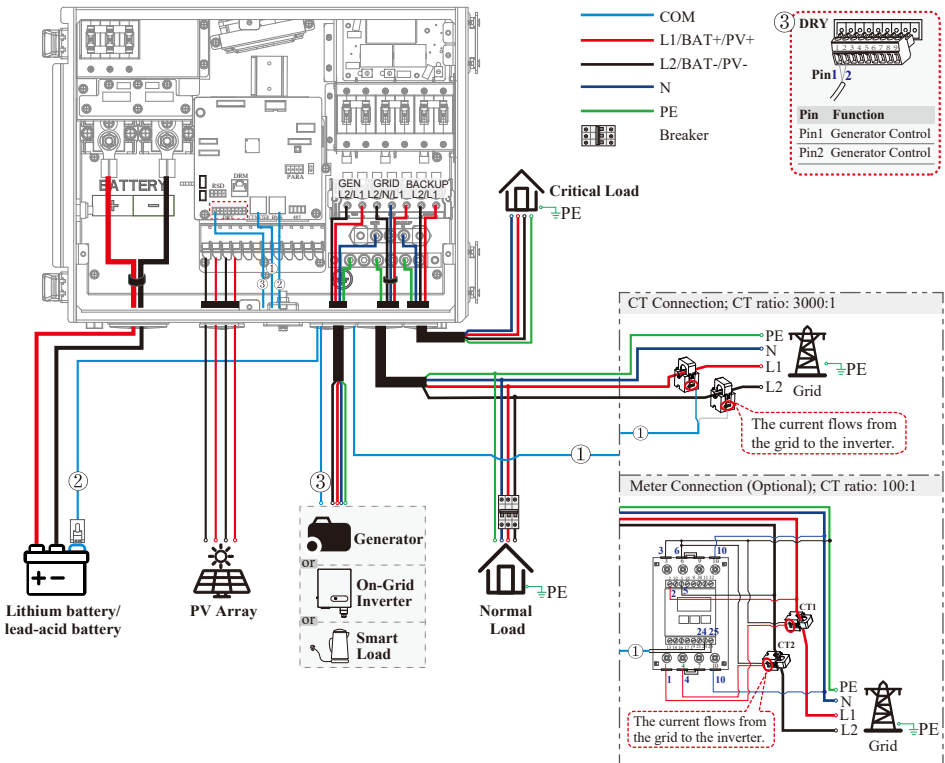 COM
L1/BAT+/PV+
L2/BAT-/PV-
N
PE
Breaker
③
DRY
1 2 3 4 5 6 7 8 9
Pin1 2
Pin Function
Pin1 Generator Control
Pin2 Generator Control
BATTERY
+ -
RSD
DRM
PARA
485
GEN GRID BACKUP
L2/L1 L2/N/L1 L2/L1
① ② ③
Critical Load
PE
CT Connection; CT ratio: 3000:1
PE
N
L1
L2
Grid
PE
The current flows from
the grid to the inverter.
①
①
②
③
Lithium battery/
lead-acid battery
PV Array
Generator
or
On-Grid
Inverter
or
Smart
Load
Normal
Load
PE
Meter Connection (Optional); CT ratio: 100:1
3 6 10
2 5
24 25
1 4 10
①
CT1
CT2
The current flows from
the grid to the inverter.
PE
N
L1
L2
Grid
PE